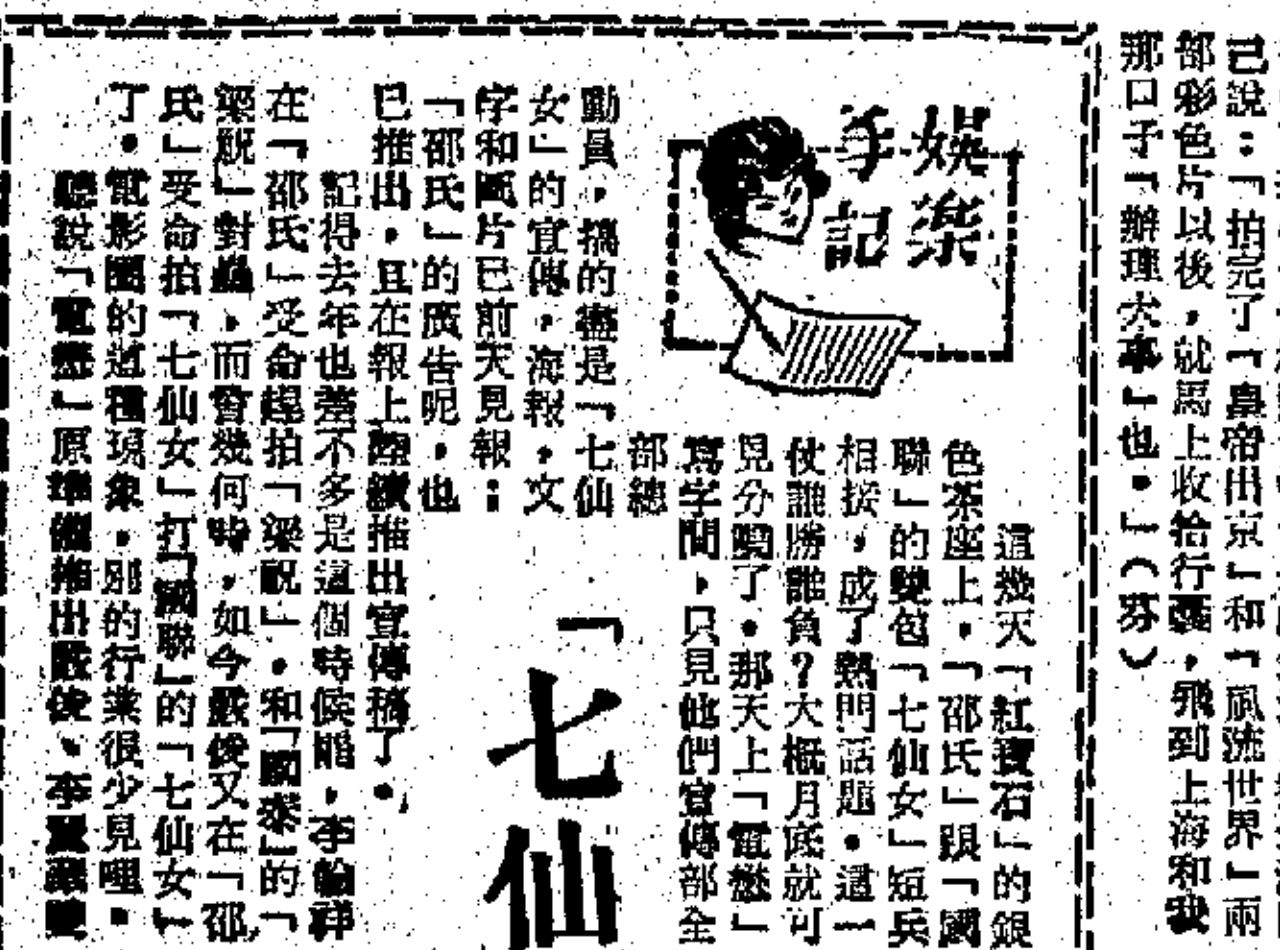 己說：「拍完了「皇帝出京」和「風流世界」兩
部彩色片以後，就馬上收拾行，飛到上海和我
那口子「辦理大事」也。」（芬）
娛楽
手記
這幾天「紅寶石」的銀
色茶座上，「邵氏」跟「國
聯」的雙包「七仙女」短兵
相接，成了熱門話題。這一
仗誰勝誰負？大概月底就可
見分曉了。那天上「電懋」
寫字間，只見他們宣傳部全
部總
動員，搞的盡是「七仙
女」的宣傳，海報，文
字和圖片已前天見報；
「邵氏」的廣告呢，也
已推出，且在報上陸續推出宣傳稿了。
記得去年也差不多是這個時候吧，李翰祥
在「邵氏」受命趕拍「梁祝」，和「國泰」的「
梁祝」對壘，而曾幾何時，如今嚴俊又在「邵
氏」受命拍「七仙女」打「國聯」的「七仙女」
了。電影圈的這種現象，別的行業很少見哩。
聽說「電懋」原準備推出嚴俊、李麗華
「七仙